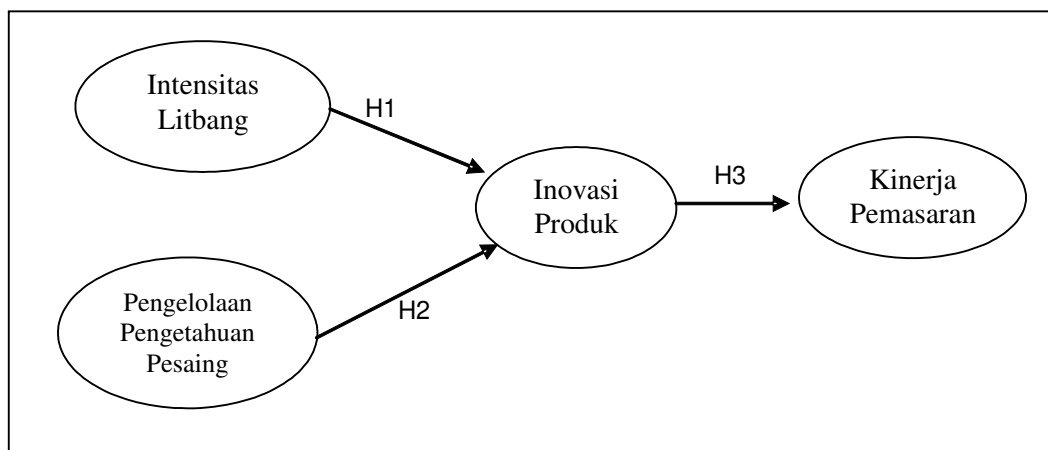 Intensitas
Litbang
H1
Inovasi
Produk
H3
Kinerja
Pemasaran
Pengelolaan
Pengetahuan
Pesaing
H2